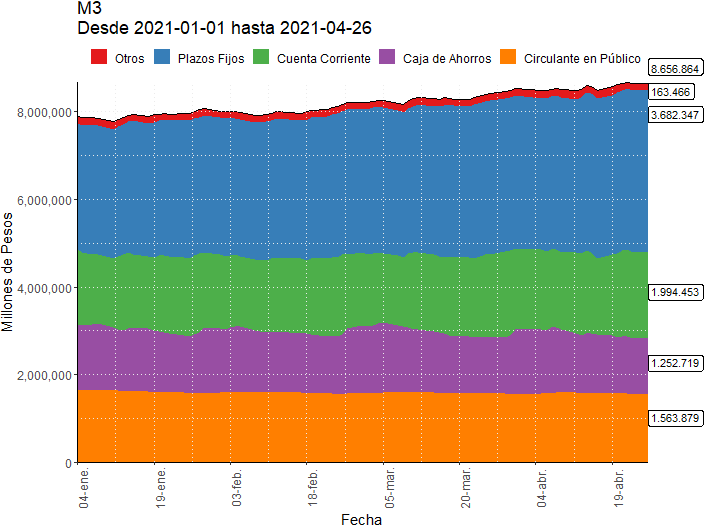 M3
Desde 2021-01-01 hasta 2021-04-26
Otros Plazos Fijos Cuenta Corriente Caja de Ahorros Circulante en Público
8.656.864
163.466
3.682.347
1.994.453
1.252.719
1.563.879
8,000,000
6,000,000
4,000,000
2,000,000
0
Millones de Pesos
04-ene.
19-ene.
03-feb.
18-feb.
05-mar.
20-mar.
04-abr.
19-abr.
Fecha